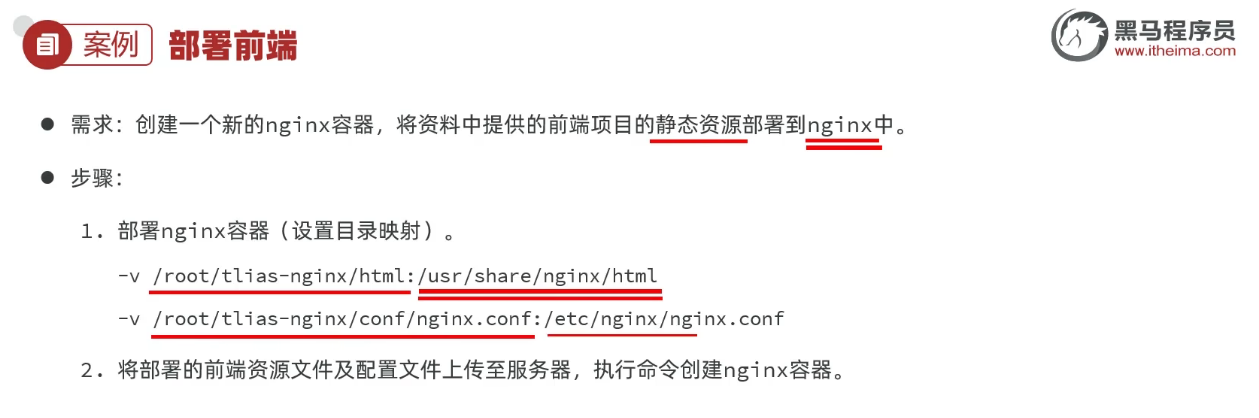 案例 部署前端
黑马程序员
www.itheima.com
● 需求：创建一个新的nginx容器，将资料中提供的前端项目的静态资源部署到nginx中。
● 步骤：
1. 部署nginx容器（设置目录映射）。
-v /root/tlias-nginx/html:/usr/share/nginx/html
-v /root/tlias-nginx/conf/nginx.conf:/etc/nginx/nginx.conf
2. 将部署的前端资源文件及配置文件上传至服务器，执行命令创建nginx容器。